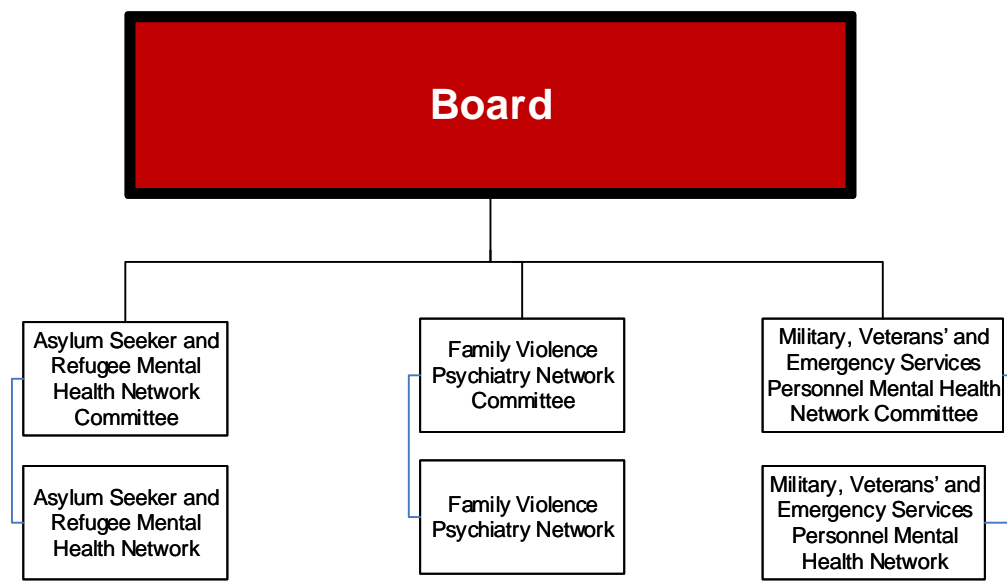 Board
Asylum Seeker and
Refugee Mental
Health Network
Committee
Family Violence
Psychiatry Network
Committee
Military, Veterans’ and
Emergency Services
Personnel Mental Health
Network Committee
Asylum Seeker and
Refugee Mental
Health Network
Family Violence
Psychiatry Network
Military, Veterans’ and
Emergency Services
Personnel Mental
Health Network